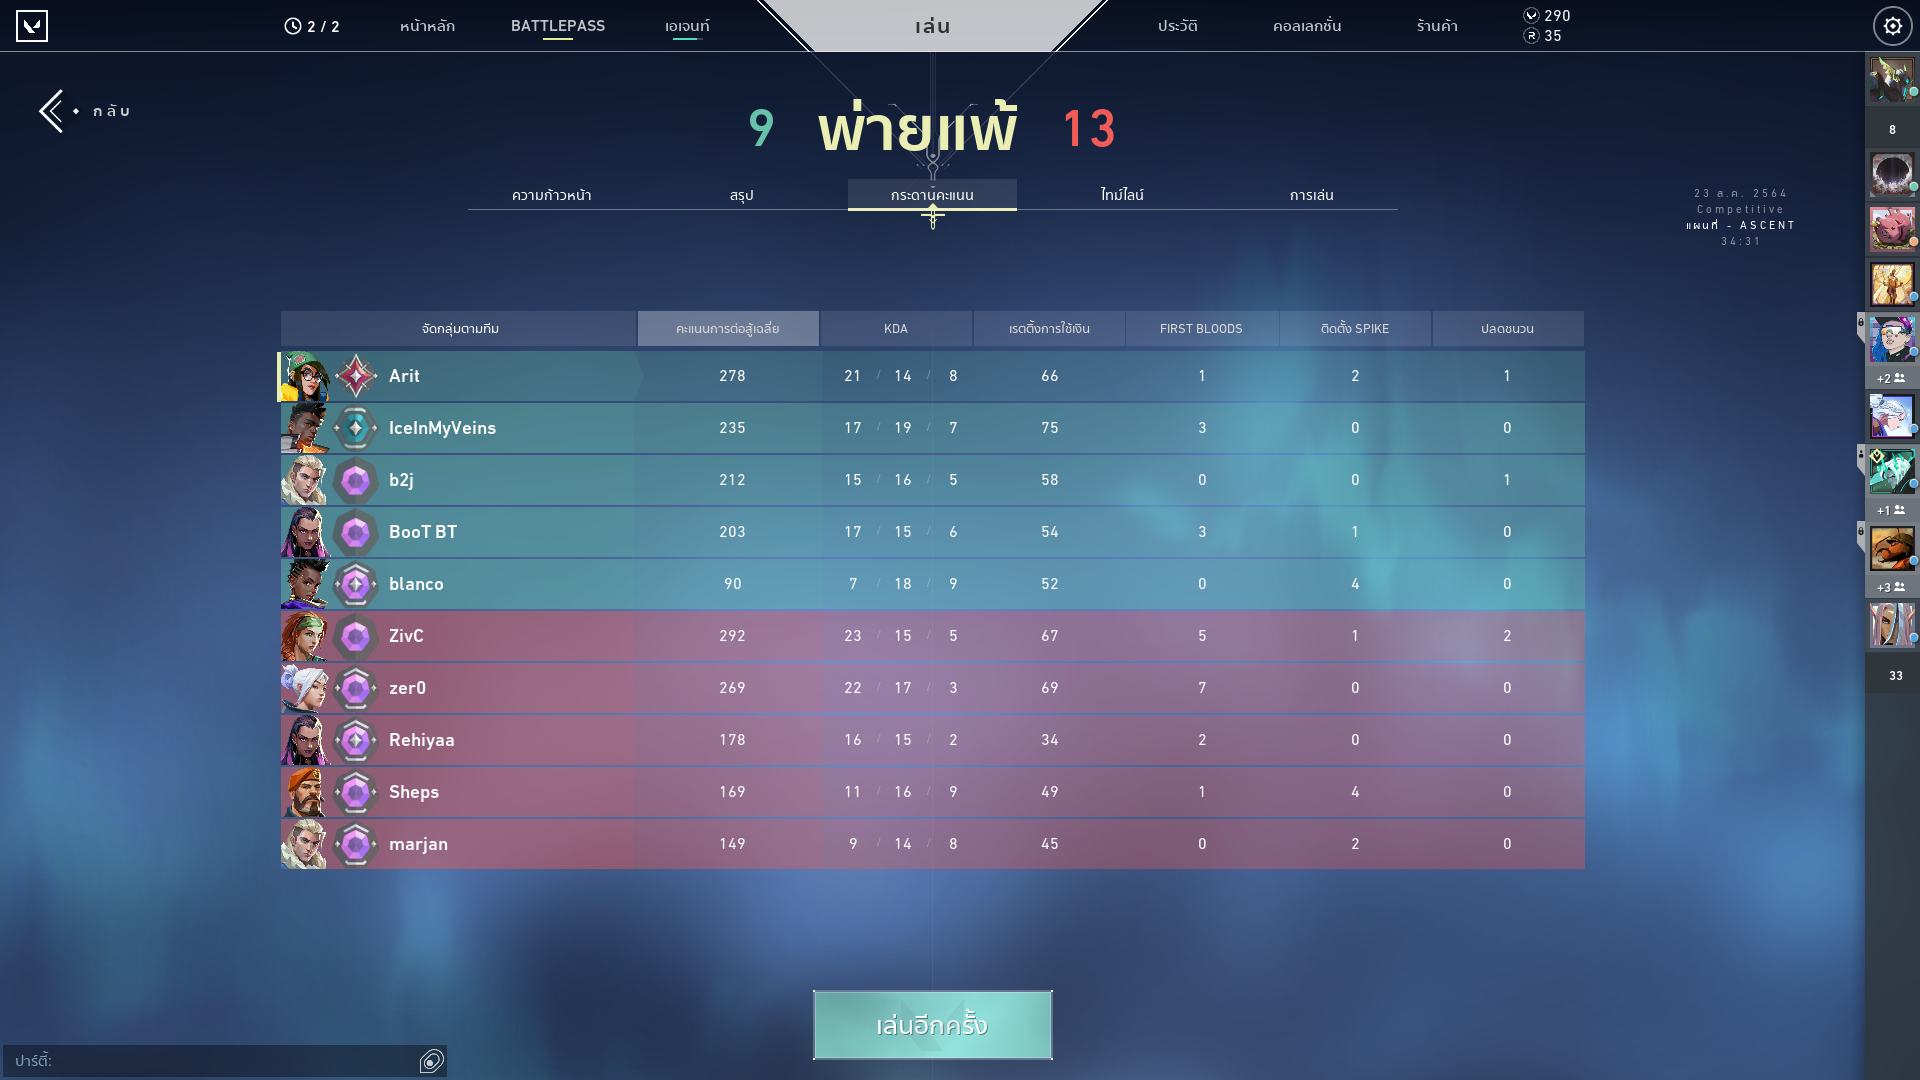 2 / 2 หน้าหลัก BATTLEPASS เอเจนท์ เล่น ประวัติ คอลเลกชั่น ร้านค้า 290
35
กลับ
9 พ่ายแพ้ 13
ความก้าวหน้า สรุป กระดานคะแนน ไทม์ไลน์ การเล่น
23 ส.ค. 2564
Competitive
แผนที่ - ASCENT
34:31
จัดกลุ่มตามทีม คะแนนการต่อสู้เฉลี่ย KDA เรตติ้งการใช้เงิน FIRST BLOODS ติดตั้ง SPIKE ปลดชนวน
Arit 278 21 / 14 / 8 66 1 2 1
IceInMyVeins 235 17 / 19 / 7 75 3 0 0
b2j 212 15 / 16 / 5 58 0 0 1
BooT BT 203 17 / 15 / 6 54 3 1 0
blanco 90 7 / 18 / 9 52 0 4 0
ZivC 292 23 / 15 / 5 67 5 1 2
zer0 269 22 / 17 / 3 69 7 0 0
Rehiyaa 178 16 / 15 / 2 34 2 0 0
Sheps 169 11 / 16 / 9 49 1 4 0
marjan 149 9 / 14 / 8 45 0 2 0
8
+2
+1
+3
33
เล่นอีกครั้ง
ปาร์ตี้: